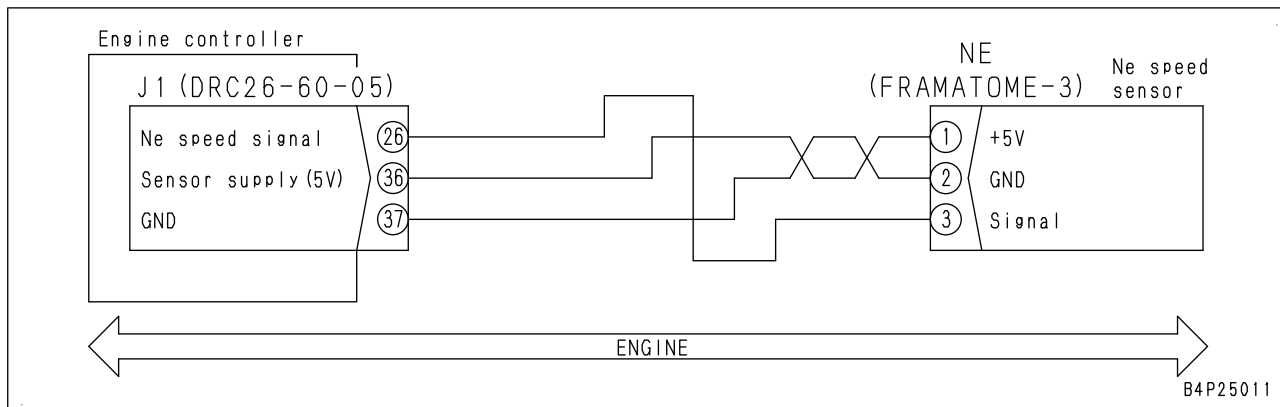 Engine controller
J1 (DRC26-60-05)
Ne speed signal
26
Sensor supply (5V)
36
GND
37
NE
(FRAMATOME-3)
Ne speed
sensor
1
+5V
2
GND
3
Signal
ENGINE
B4P25011